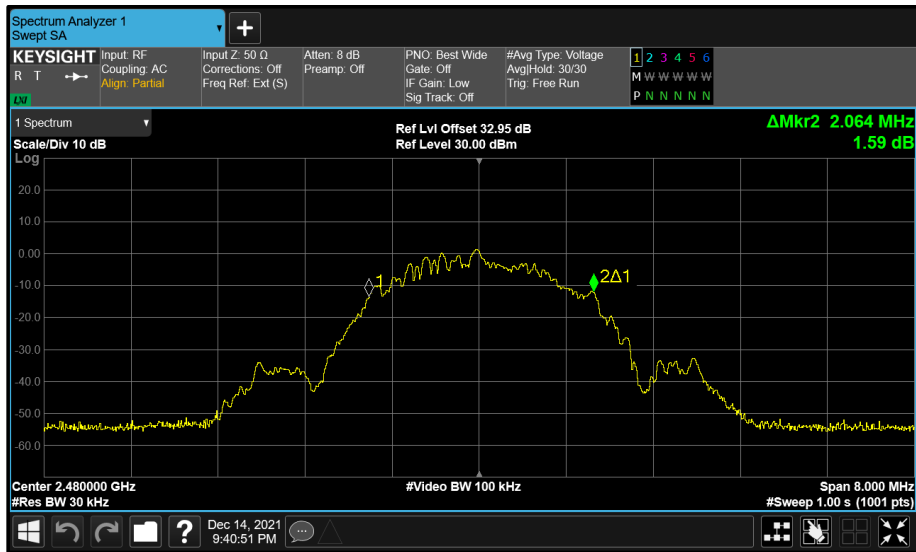 Spectrum Analyzer 1
Swept SA
+
KEYSIGHT
R T
LXI
Input: RF
Coupling: AC
Align: Partial
Input Z: 50 Ω
Corrections: Off
Freq Ref: Ext (S)
Atten: 8 dB
Preamp: Off
PNO: Best Wide
Gate: Off
IF Gain: Low
Sig Track: Off
#Avg Type: Voltage
Avg|Hold: 30/30
Trig: Free Run
1 2 3 4 5 6
M W W W W W
P N N N N N
1 Spectrum
Scale/Div 10 dB
Ref Lvl Offset 32.95 dB
Ref Level 30.00 dBm
ΔMkr2 2.064 MHz
1.59 dB
Log
20.0
10.0
0.00
-10.0
-20.0
-30.0
-40.0
-50.0
-60.0
1
2Δ1
Center 2.480000 GHz
#Video BW 100 kHz
Span 8.000 MHz
#Res BW 30 kHz
#Sweep 1.00 s (1001 pts)
?
Dec 14, 2021
9:40:51 PM